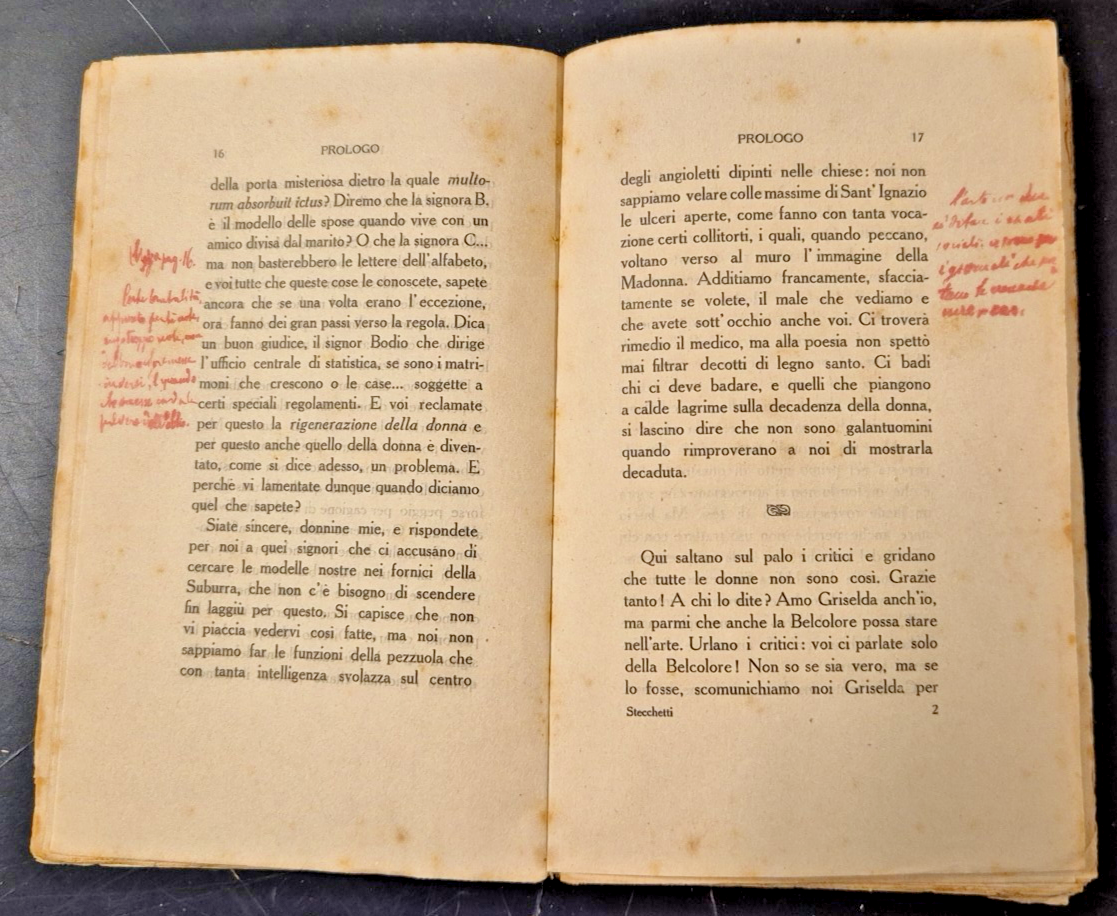 16
PROLOGO
della porta misteriosa dietro la quale multo-
rum absorbuit ictus? Diremo che la signora B.
è il modello delle spose quando vive con un
amico divisa dal marito? O che la signora C...
ma non basterebbero le lettere dell'alfabeto,
e voi tutte che queste cose le conoscete, sapete
ancora che se una volta erano l'eccezione,
ora fanno dei gran passi verso la regola. Dica
un buon giudice, il signor Bodio che dirige
l'ufficio centrale di statistica, se sono i matri-
moni che crescono o le case... soggette a
certi speciali regolamenti. E voi reclamate
per questo la rigenerazione della donna e
per questo anche quello della donna è diven-
tato, come si dice adesso, un problema. E
perchè vi lamentate dunque quando diciamo
quel che sapete?
Siate sincere, donnine mie, e rispondete
per noi a quei signori che ci accusano di
cercare le modelle nostre nei fornici della
Suburra, che non c'è bisogno di scendere
fin laggiù per questo. Si capisce che non
vi piaccia vedervi così fatte, ma noi non
sappiamo far le funzioni della pezzuola che
con tanta intelligenza svolazza sul centro
pag. 16.
PROLOGO
17
degli angioletti dipinti nelle chiese: noi non
sappiamo velare colle massime di Sant' Ignazio
le ulceri aperte, come fanno con tanta voca-
zione certi collitorti, i quali, quando peccano,
voltano verso al muro l'immagine della
Madonna. Additiamo francamente, sfaccia-
tamente se volete, il male che vediamo e
che avete sott' occhio anche voi. Ci troverà
rimedio il medico, ma alla poesia non spettò
mai filtrar decotti di legno santo. Ci badi
chi ci deve badare, e quelli che piangono
a calde lagrime sulla decadenza della donna,
si lascino dire che non sono galantuomini
quando rimproverano a noi di mostrarla
decaduta.
Qui saltano sul palo i critici e gridano
che tutte le donne non sono così. Grazie
tanto! A chi lo dite? Amo Griselda anch'io,
ma parmi che anche la Belcolore possa stare
nell'arte. Urlano i critici: voi ci parlate solo
della Belcolore! Non so se sia vero, ma se
lo fosse, scomunichiamo noi Griselda per
Stecchetti
2